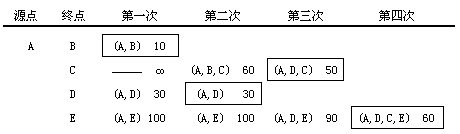 源点 终点 第一次 第二次 第三次 第四次
A B (A,B) 10
C —— ∞ (A,B,C) 60 (A,D,C) 50
D (A,D) 30 (A,D) 30
E (A,E) 100 (A,E) 100 (A,D,E) 90 (A,D,C,E) 60